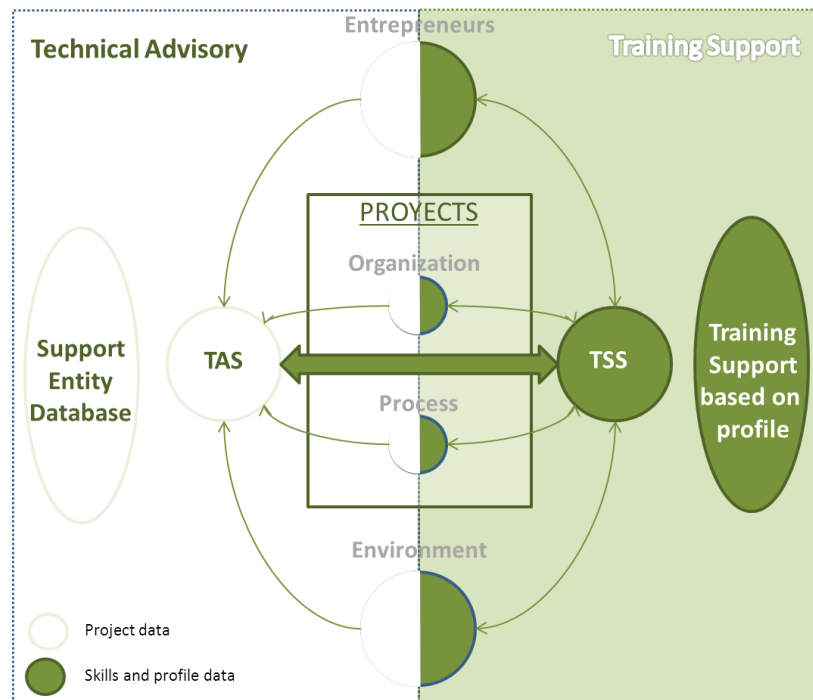 Entrepreneurs
Technical Advisory
Training Support
PROYECTS
Organization
Support
Entity
Database
TAS
TSS
Training
Support
based on
profile
Process
Environment
Project data
Skills and profile data